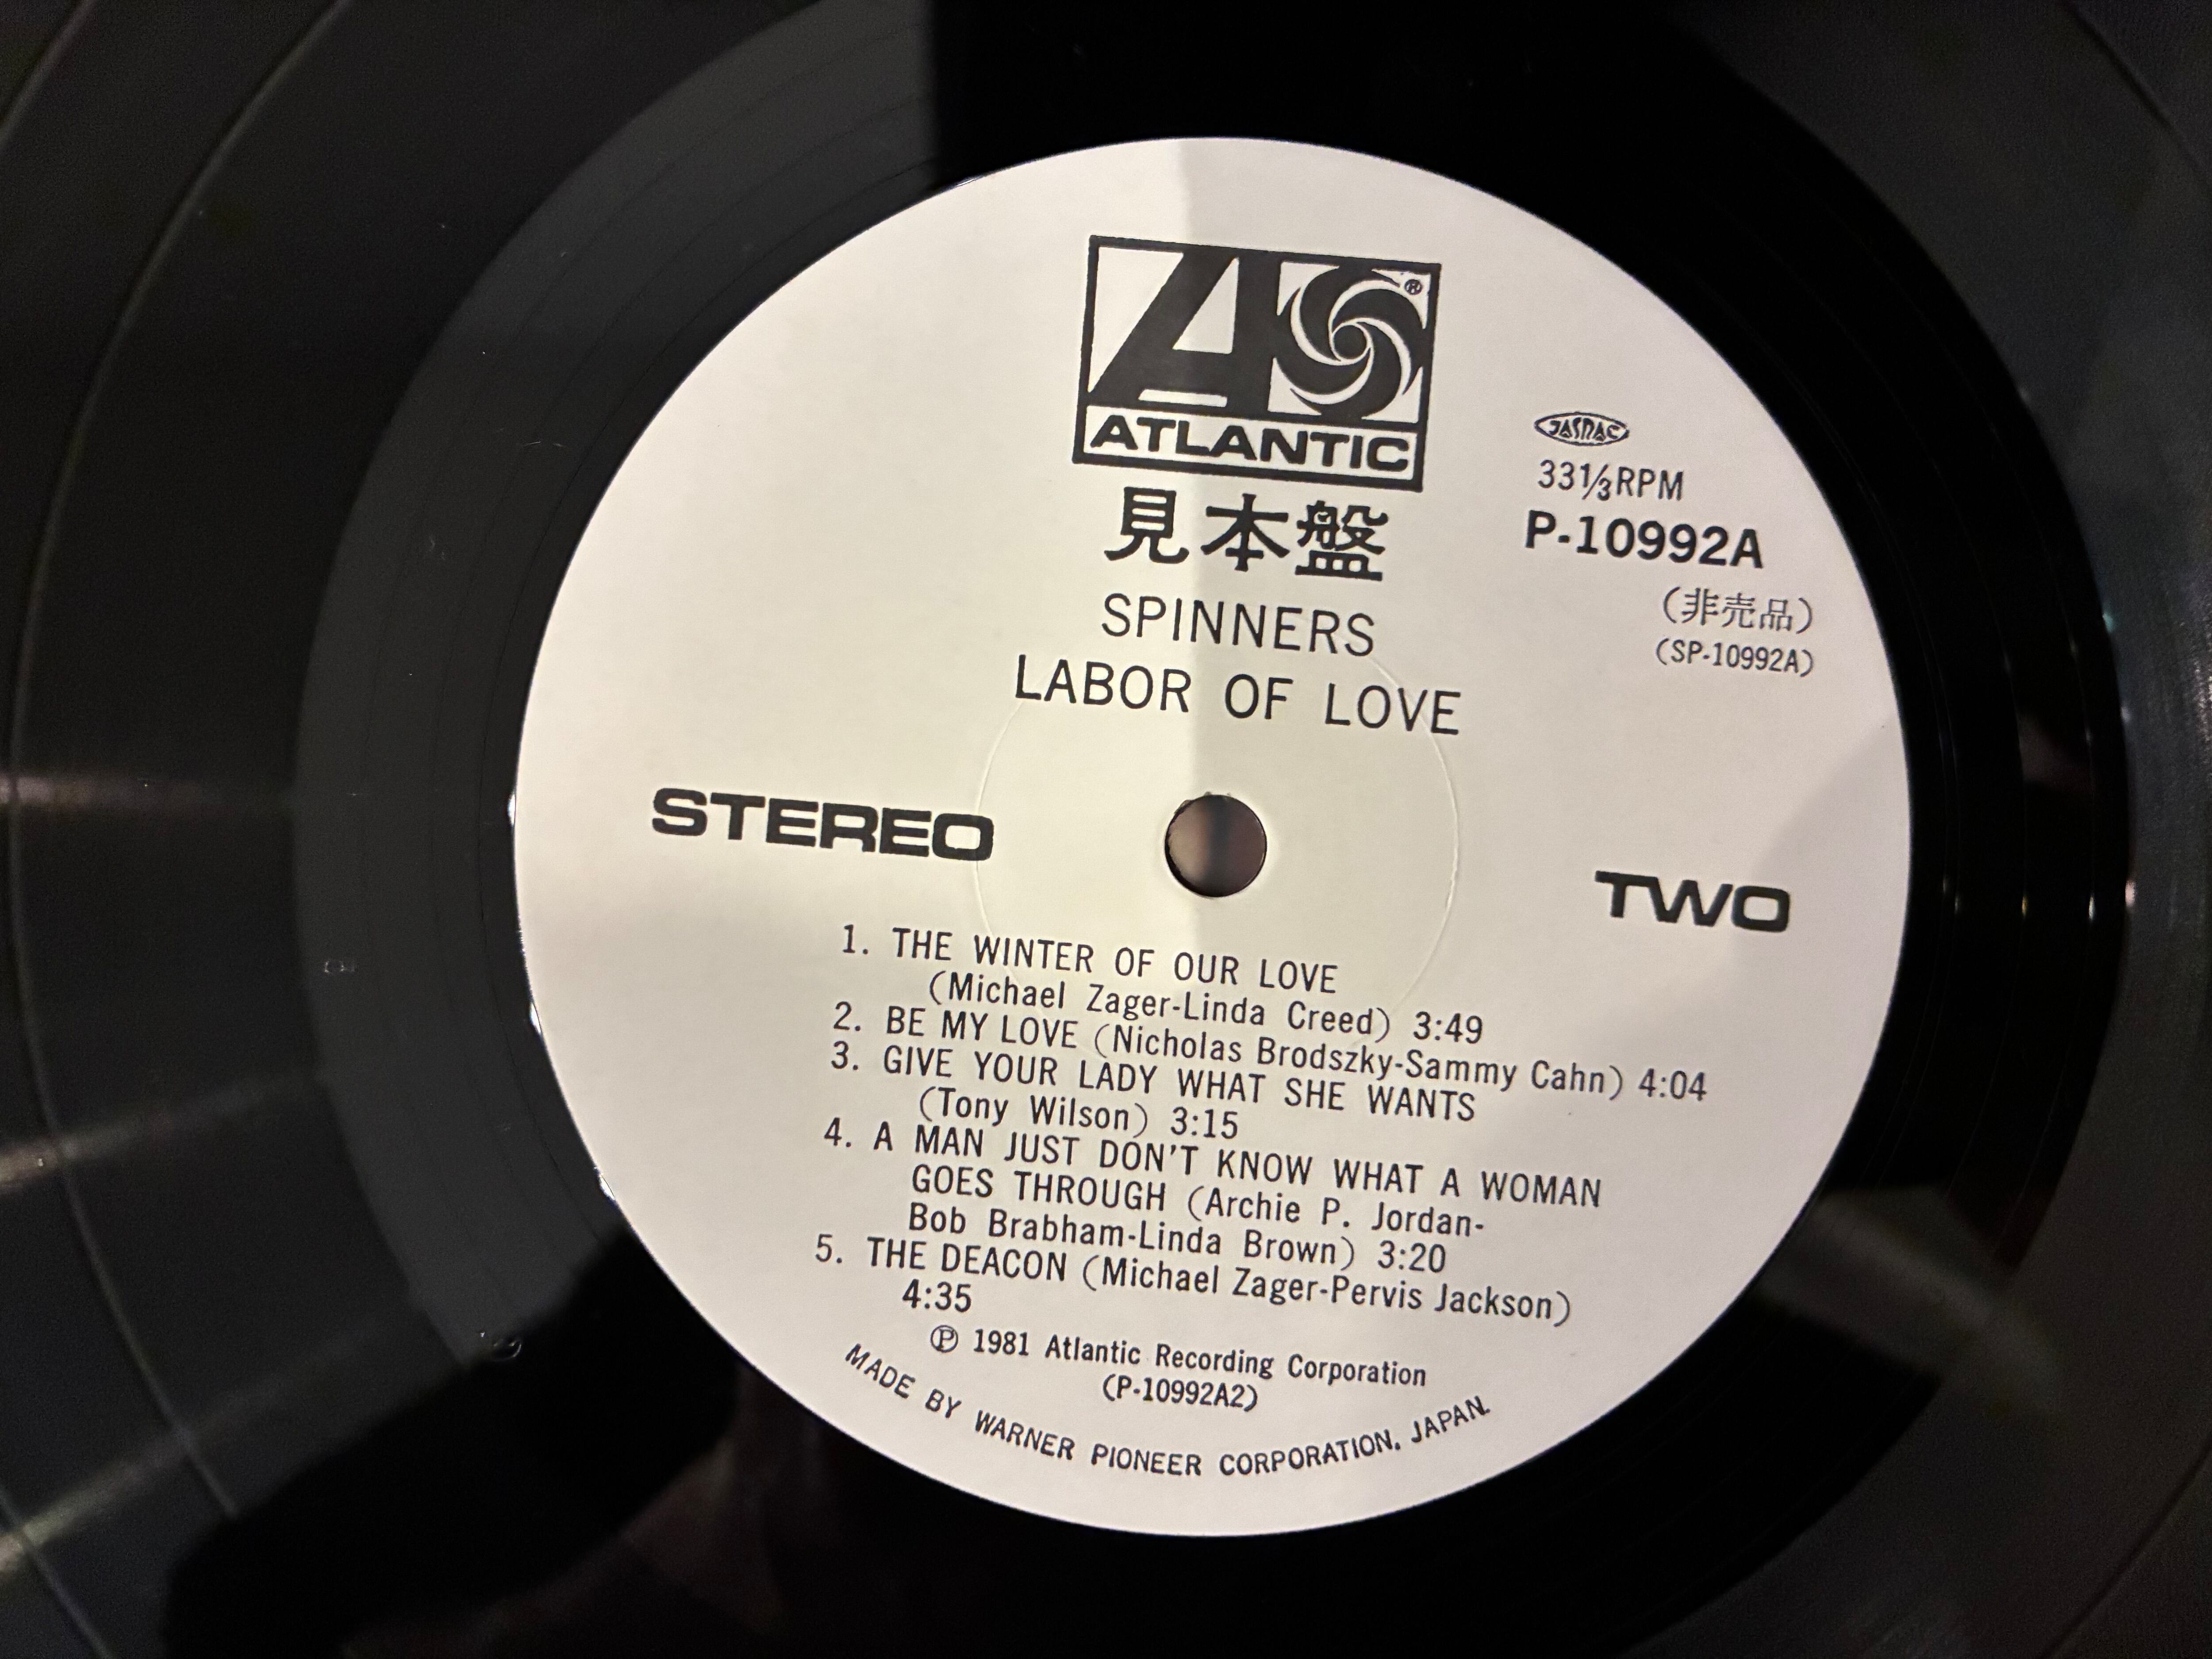 ATLANTIC
®
見本盤
JASRAC
33⅓RPM
P-10992A
(非売品)
(SP-10992A)
SPINNERS
LABOR OF LOVE
STEREO
TWO
1. THE WINTER OF OUR LOVE
(Michael Zager-Linda Creed) 3:49
2. BE MY LOVE (Nicholas Brodszky-Sammy Cahn) 4:04
3. GIVE YOUR LADY WHAT SHE WANTS
(Tony Wilson) 3:15
4. A MAN JUST DON'T KNOW WHAT A WOMAN
GOES THROUGH (Archie P. Jordan-
Bob Brabham-Linda Brown) 3:20
5. THE DEACON (Michael Zager-Pervis Jackson)
4:35
Ⓟ 1981 Atlantic Recording Corporation
(P-10992A2)
MADE BY WARNER PIONEER CORPORATION, JAPAN.